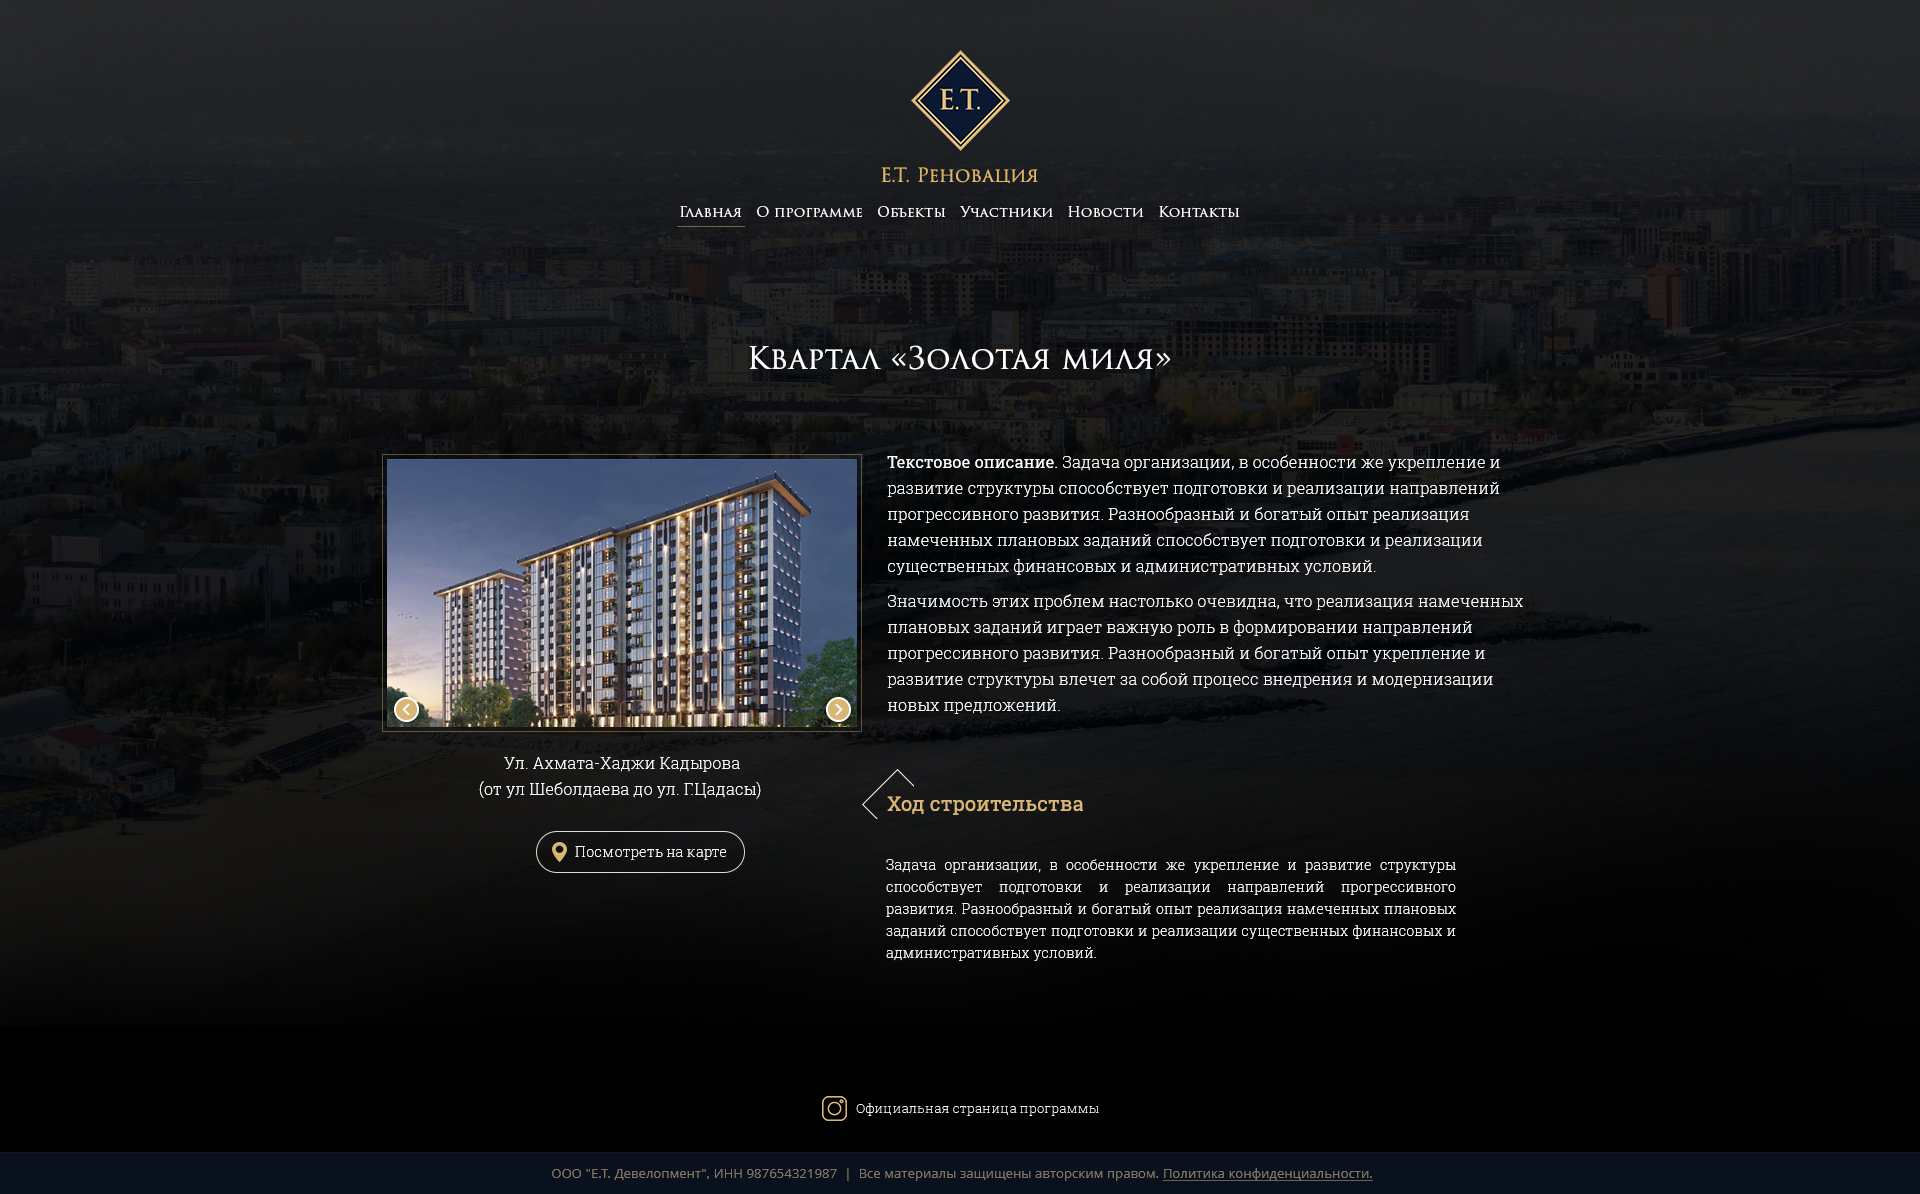 Е.Т.
Е.Т. Реновация
Главная О программе Объекты Участники Новости Контакты
Квартал «Золотая миля»
Текстовое описание. Задача организации, в особенности же укрепление и
развитие структуры способствует подготовки и реализации направлений
прогрессивного развития. Разнообразный и богатый опыт реализация
намеченных плановых заданий способствует подготовки и реализации
существенных финансовых и административных условий.
Значимость этих проблем настолько очевидна, что реализация намеченных
плановых заданий играет важную роль в формировании направлений
прогрессивного развития. Разнообразный и богатый опыт укрепление и
развитие структуры влечет за собой процесс внедрения и модернизации
новых предложений.
Ул. Ахмата-Хаджи Кадырова
(от ул Шеболдаева до ул. Г.Цадасы)
Посмотреть на карте
Ход строительства
Задача организации, в особенности же укрепление и развитие структуры
способствует подготовки и реализации направлений прогрессивного
развития. Разнообразный и богатый опыт реализация намеченных плановых
заданий способствует подготовки и реализации существенных финансовых и
административных условий.
Официальная страница программы
ООО "Е.Т. Девелопмент", ИНН 987654321987 | Все материалы защищены авторским правом. Политика конфиденциальности.